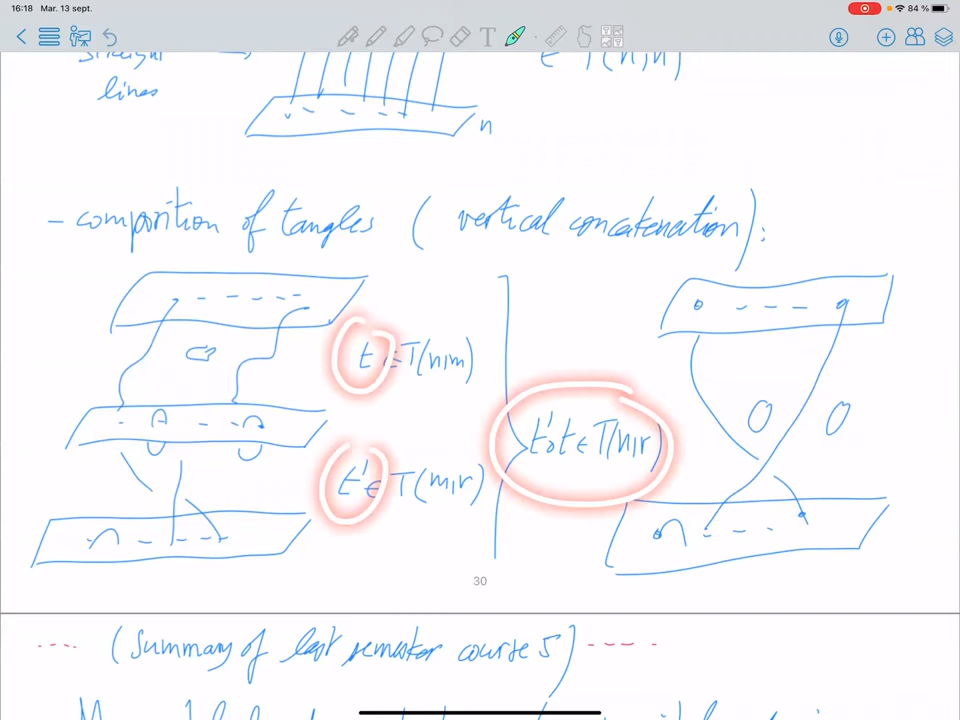 16:18 Mar. 13 sept.
84 %
straight
lines
∈ T(n,n)
n
- composition of tangles ( vertical concatenation ):
t ∈ T(n,m)
t' ∈ T(m,r)
t'∘t ∈ T(n,r)
30
(Summary of last semester course 5)